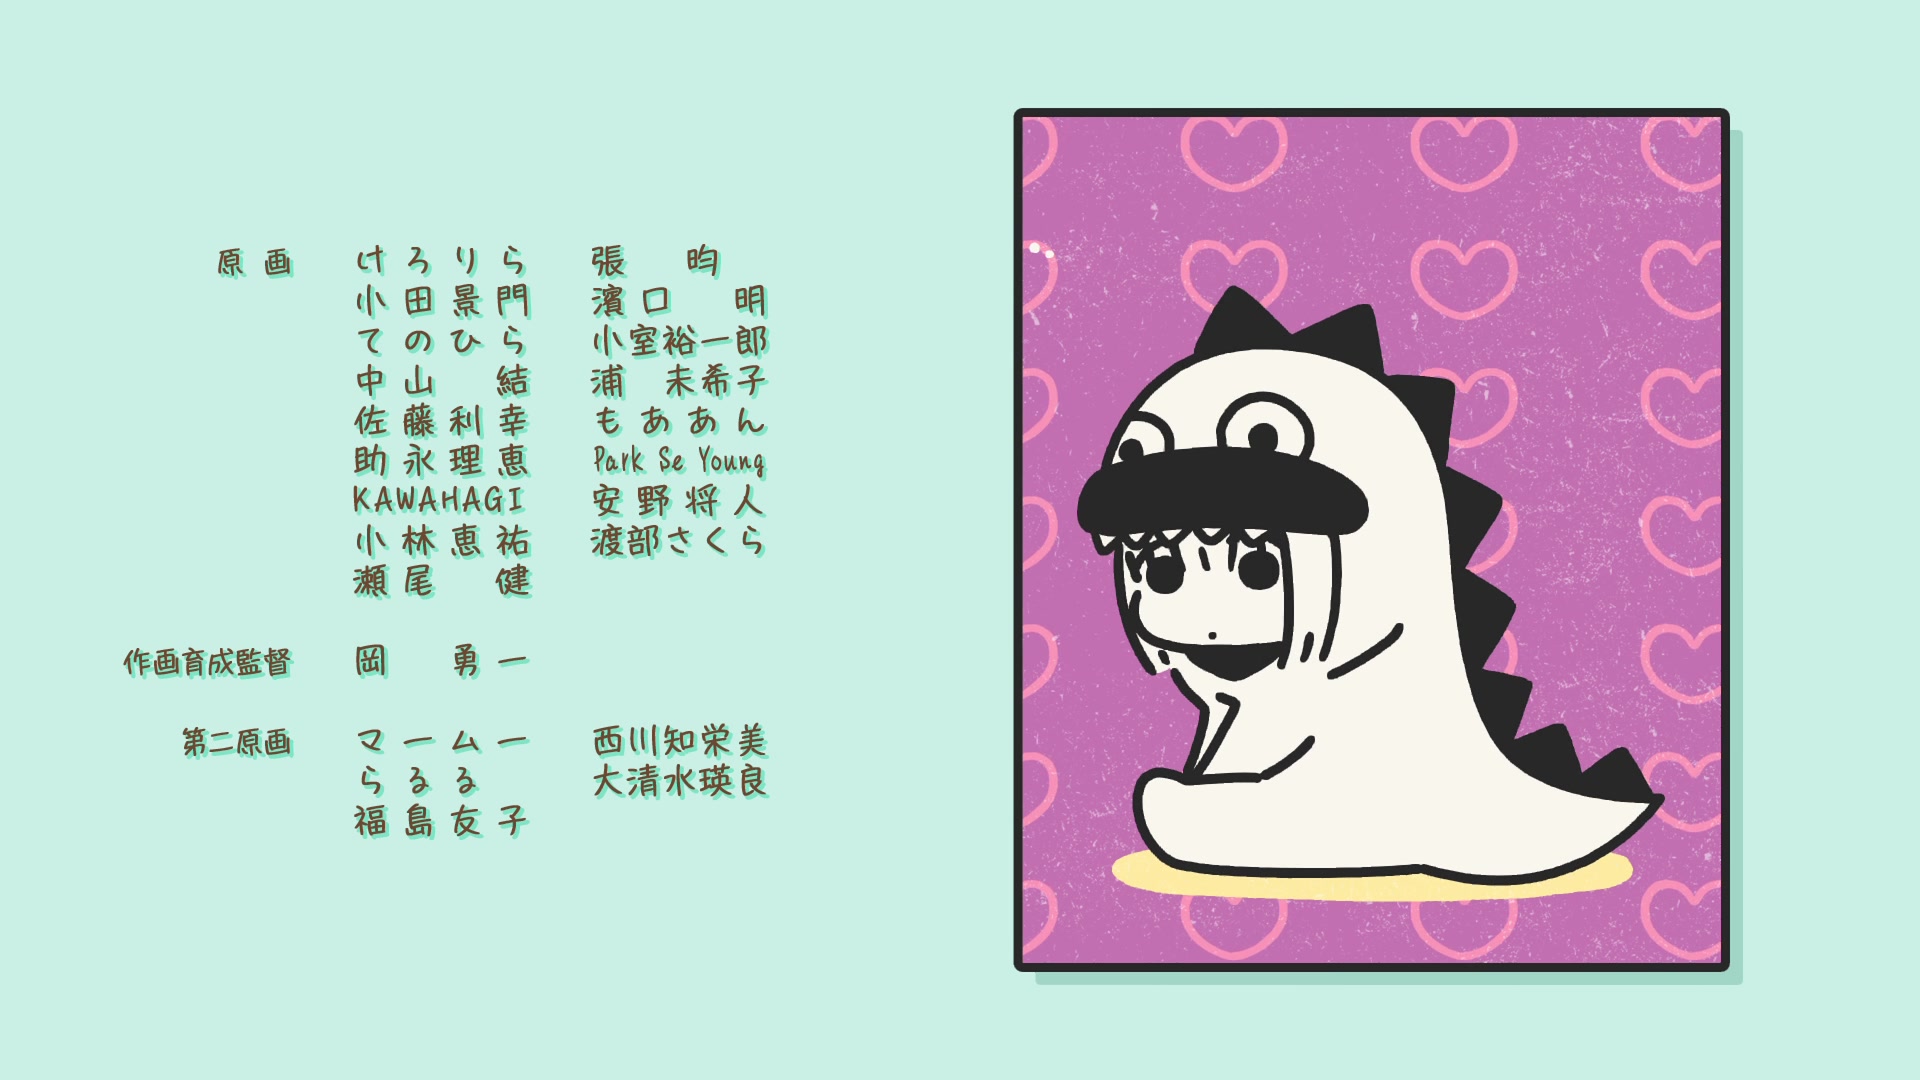 原画 けろりら 張 昀
小田景門 濱口 明
てのひら 小室裕一郎
中山 結 浦 未希子
佐藤利幸 もああん
助永理恵 Park Se Young
KAWAHAGI 安野将人
小林恵祐 渡部さくら
瀬尾 健
作画育成監督 岡 勇一
第二原画 マームー 西川知栄美
らるる 大清水瑛良
福島友子